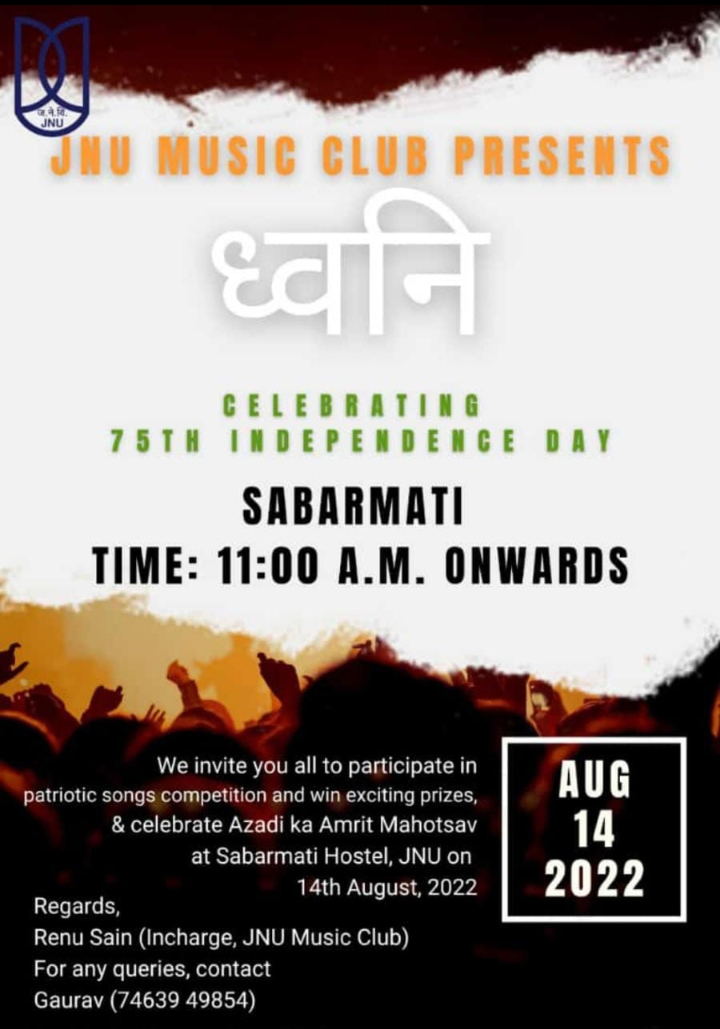 ज.ने.वि.
JNU
JNU MUSIC CLUB PRESENTS
ध्वनि
CELEBRATING
75TH INDEPENDENCE DAY
SABARMATI
TIME: 11:00 A.M. ONWARDS
We invite you all to participate in
patriotic songs competition and win exciting prizes,
& celebrate Azadi ka Amrit Mahotsav
at Sabarmati Hostel, JNU on
14th August, 2022
AUG
14
2022
Regards,
Renu Sain (Incharge, JNU Music Club)
For any queries, contact
Gaurav (74639 49854)